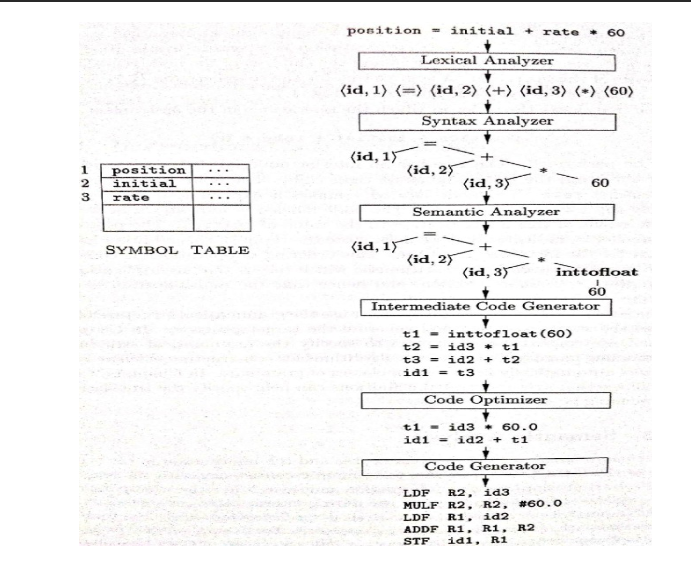 position = initial + rate * 60
Lexical Analyzer
⟨id, 1⟩ ⟨=⟩ ⟨id, 2⟩ ⟨+⟩ ⟨id, 3⟩ ⟨*⟩ ⟨60⟩
Syntax Analyzer
=
⟨id, 1⟩ +
⟨id, 2⟩ *
⟨id, 3⟩ 60
1 position ...
2 initial ...
3 rate ...
SYMBOL TABLE
Semantic Analyzer
=
⟨id, 1⟩ +
⟨id, 2⟩ *
⟨id, 3⟩ inttofloat
60
Intermediate Code Generator
t1 = inttofloat(60)
t2 = id3 * t1
t3 = id2 + t2
id1 = t3
Code Optimizer
t1 = id3 * 60.0
id1 = id2 + t1
Code Generator
LDF R2, id3
MULF R2, R2, #60.0
LDF R1, id2
ADDF R1, R1, R2
STF id1, R1